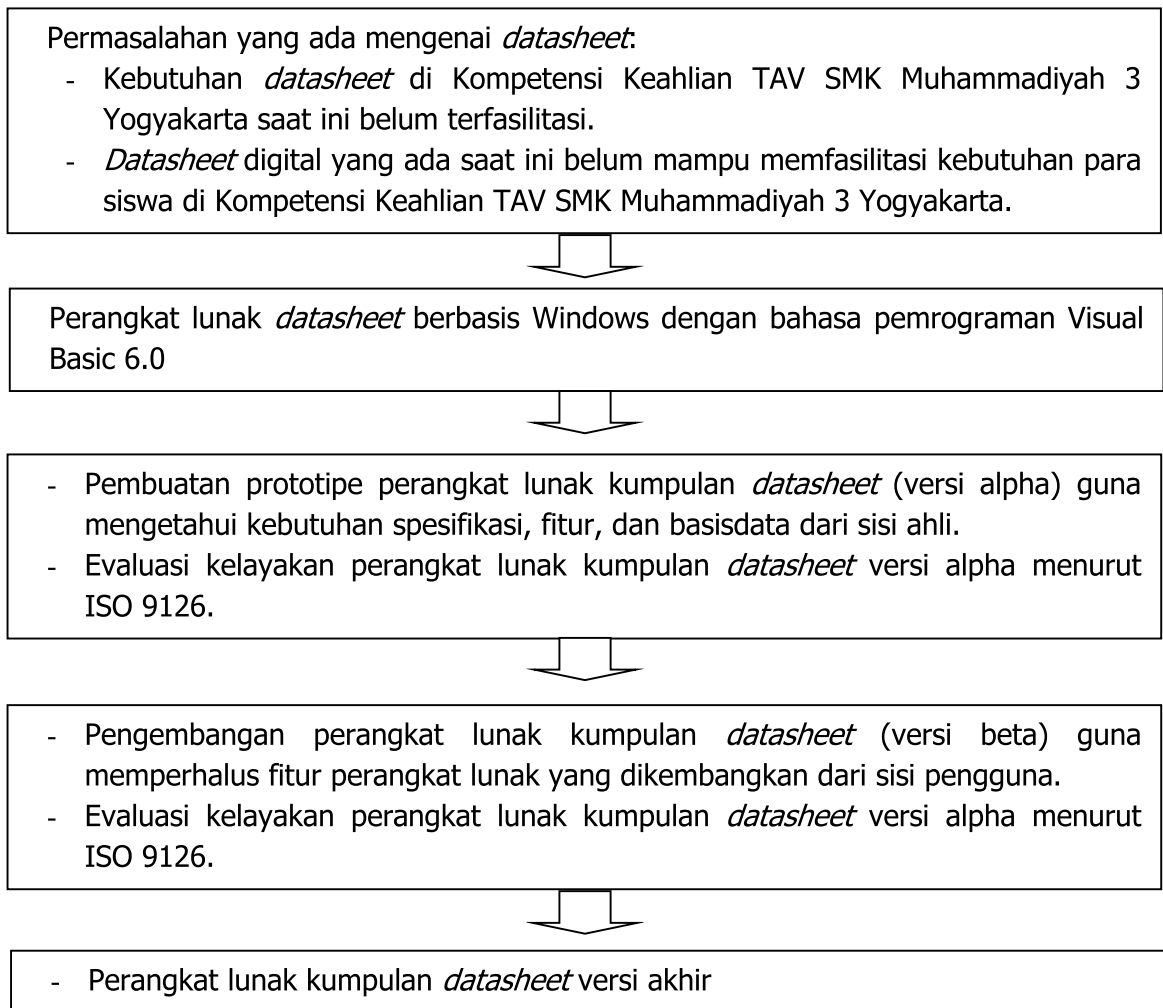 Permasalahan yang ada mengenai datasheet:
- Kebutuhan datasheet di Kompetensi Keahlian TAV SMK Muhammadiyah 3
Yogyakarta saat ini belum terfasilitasi.
- Datasheet digital yang ada saat ini belum mampu memfasilitasi kebutuhan para
siswa di Kompetensi Keahlian TAV SMK Muhammadiyah 3 Yogyakarta.
Perangkat lunak datasheet berbasis Windows dengan bahasa pemrograman Visual
Basic 6.0
- Pembuatan prototipe perangkat lunak kumpulan datasheet (versi alpha) guna
mengetahui kebutuhan spesifikasi, fitur, dan basisdata dari sisi ahli.
- Evaluasi kelayakan perangkat lunak kumpulan datasheet versi alpha menurut
ISO 9126.
- Pengembangan perangkat lunak kumpulan datasheet (versi beta) guna
memperhalus fitur perangkat lunak yang dikembangkan dari sisi pengguna.
- Evaluasi kelayakan perangkat lunak kumpulan datasheet versi alpha menurut
ISO 9126.
- Perangkat lunak kumpulan datasheet versi akhir